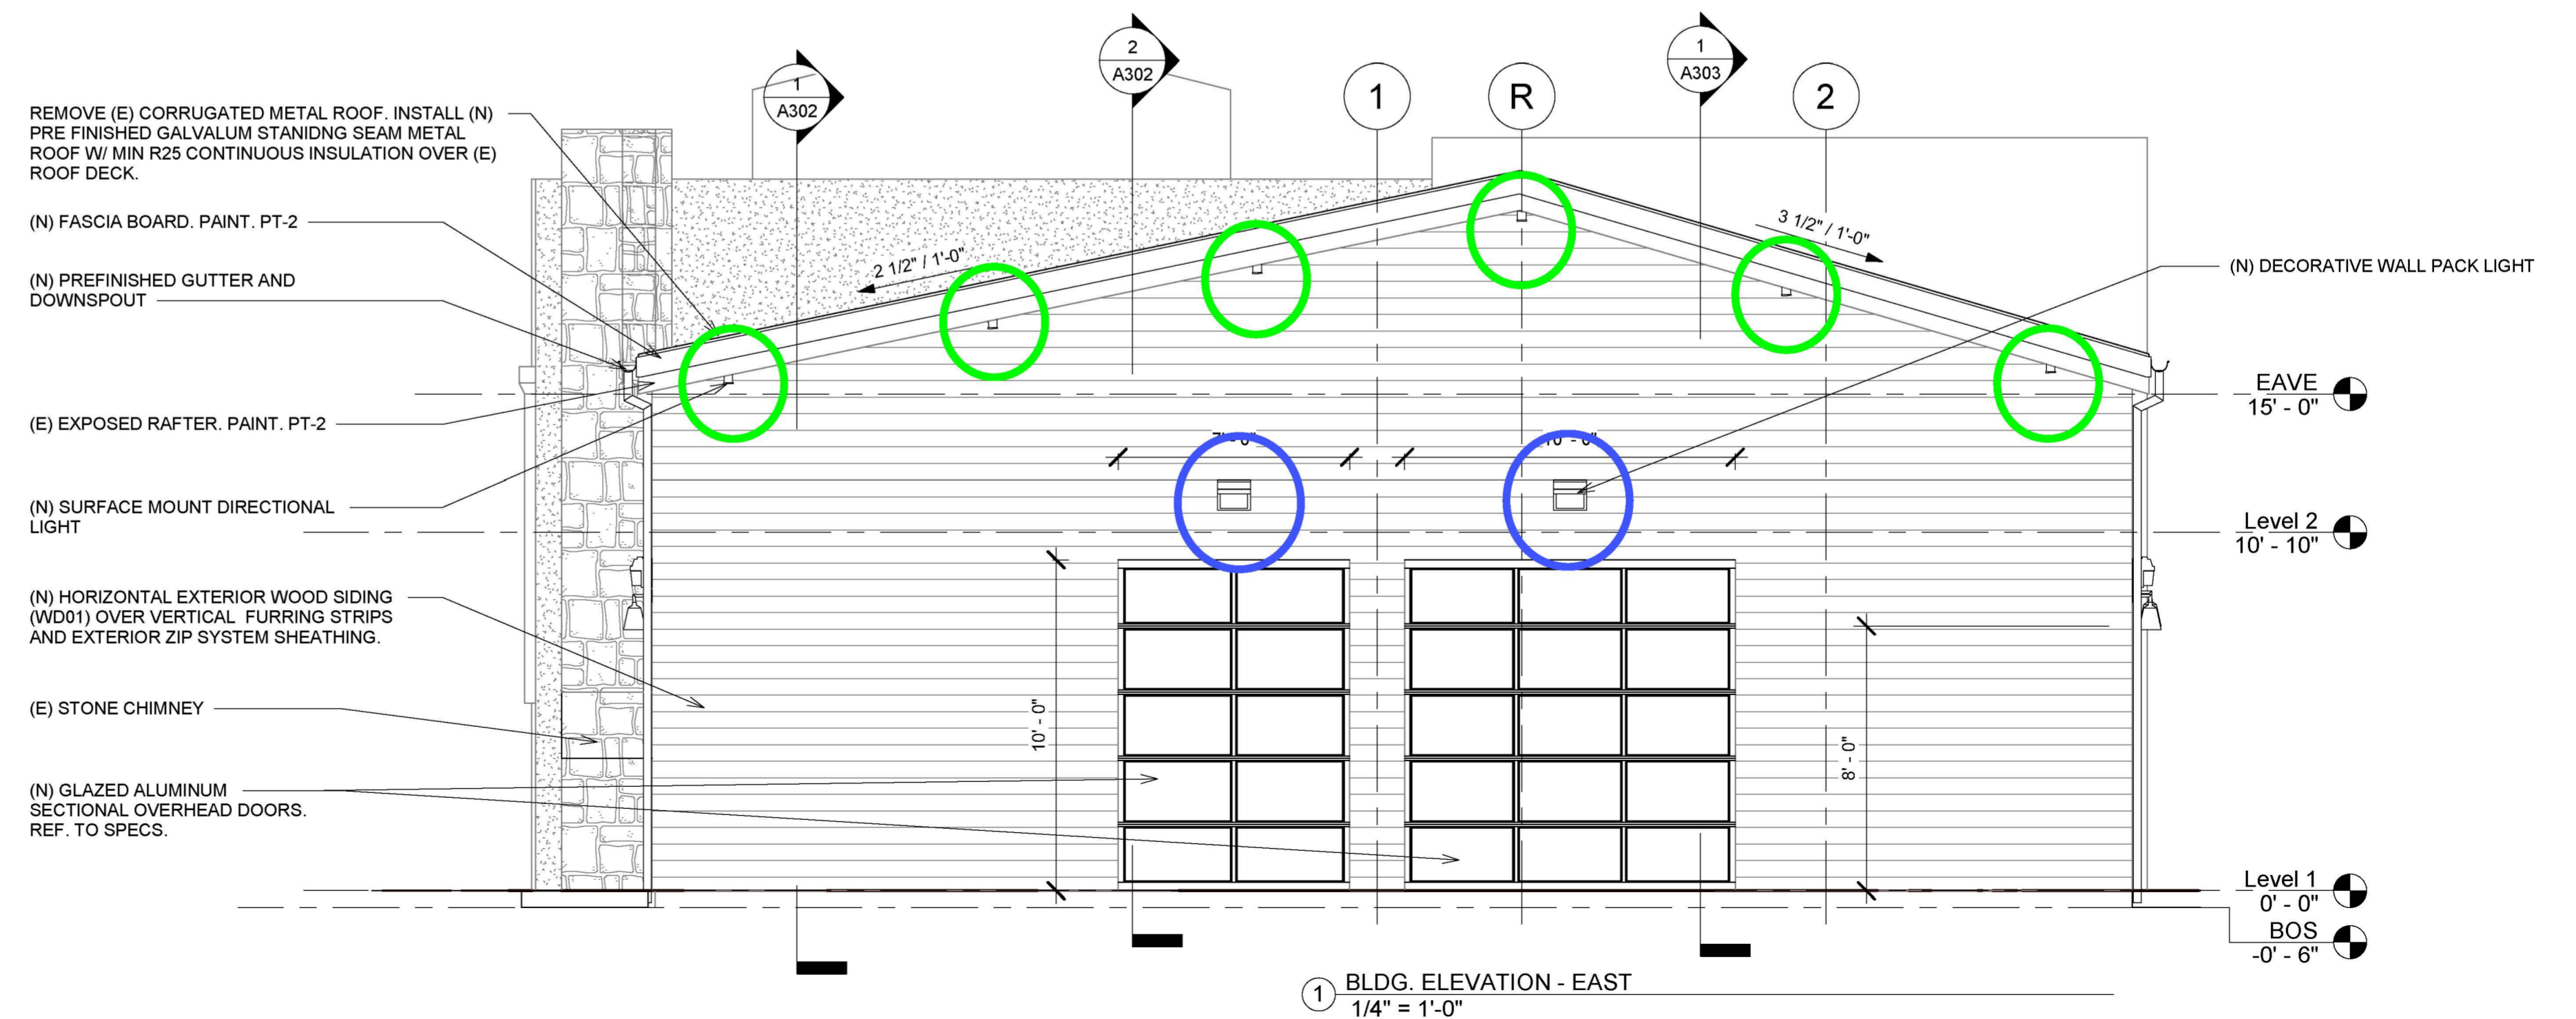 1
A302
2
A302
1
R
1
A303
2
REMOVE (E) CORRUGATED METAL ROOF. INSTALL (N)
PRE FINISHED GALVALUM STANIDNG SEAM METAL
ROOF W/ MIN R25 CONTINUOUS INSULATION OVER (E)
ROOF DECK.
(N) FASCIA BOARD. PAINT. PT-2
(N) PREFINISHED GUTTER AND
DOWNSPOUT
(E) EXPOSED RAFTER. PAINT. PT-2
(N) SURFACE MOUNT DIRECTIONAL
LIGHT
(N) HORIZONTAL EXTERIOR WOOD SIDING
(WD01) OVER VERTICAL FURRING STRIPS
AND EXTERIOR ZIP SYSTEM SHEATHING.
(E) STONE CHIMNEY
(N) GLAZED ALUMINUM
SECTIONAL OVERHEAD DOORS.
REF. TO SPECS.
2 1/2" / 1'-0"
3 1/2" / 1'-0"
(N) DECORATIVE WALL PACK LIGHT
7' - 0"
10' - 0"
10' - 0"
8' - 0"
EAVE
15' - 0"
Level 2
10' - 10"
Level 1
0' - 0"
BOS
-0' - 6"
1
BLDG. ELEVATION - EAST
1/4" = 1'-0"